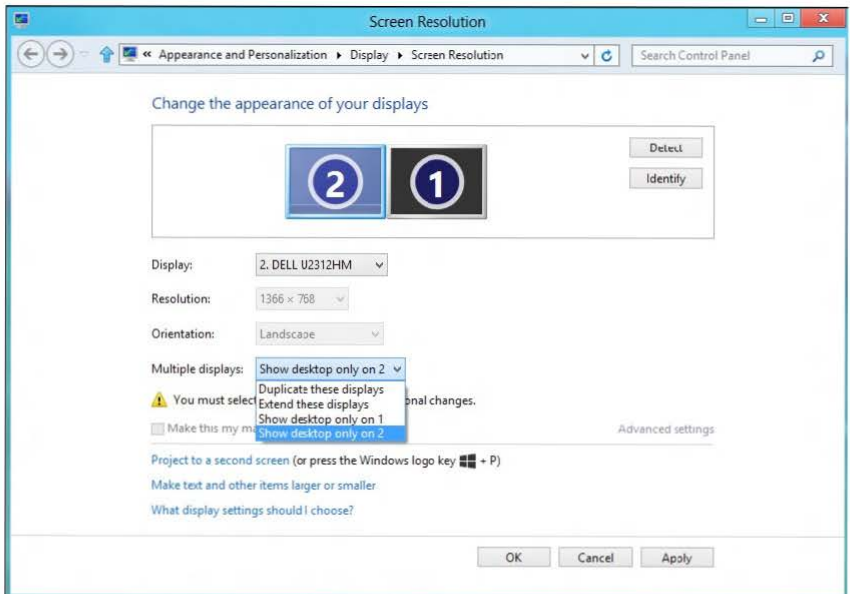 Screen Resolution
« Appearance and Personalization Display Screen Resolution
Search Control Panel
Change the appearance of your displays
2 1
Detect
Identify
Display: 2. DELL U2312HM
Resolution: 1366 × 768
Orientation: Landscape
Multiple displays: Show desktop only on 2
Duplicate these displays
You must selec onal changes.
Extend these displays
Show desktop only on 1
Make this my m
Show desktop only on 2
Advanced settings
Project to a second screen (or press the Windows logo key + P)
Make text and other items larger or smaller
What display settings should I choose?
OK Cancel Apply